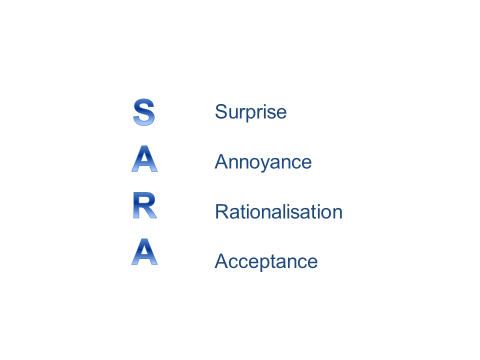 S Surprise
A Annoyance
R Rationalisation
A Acceptance